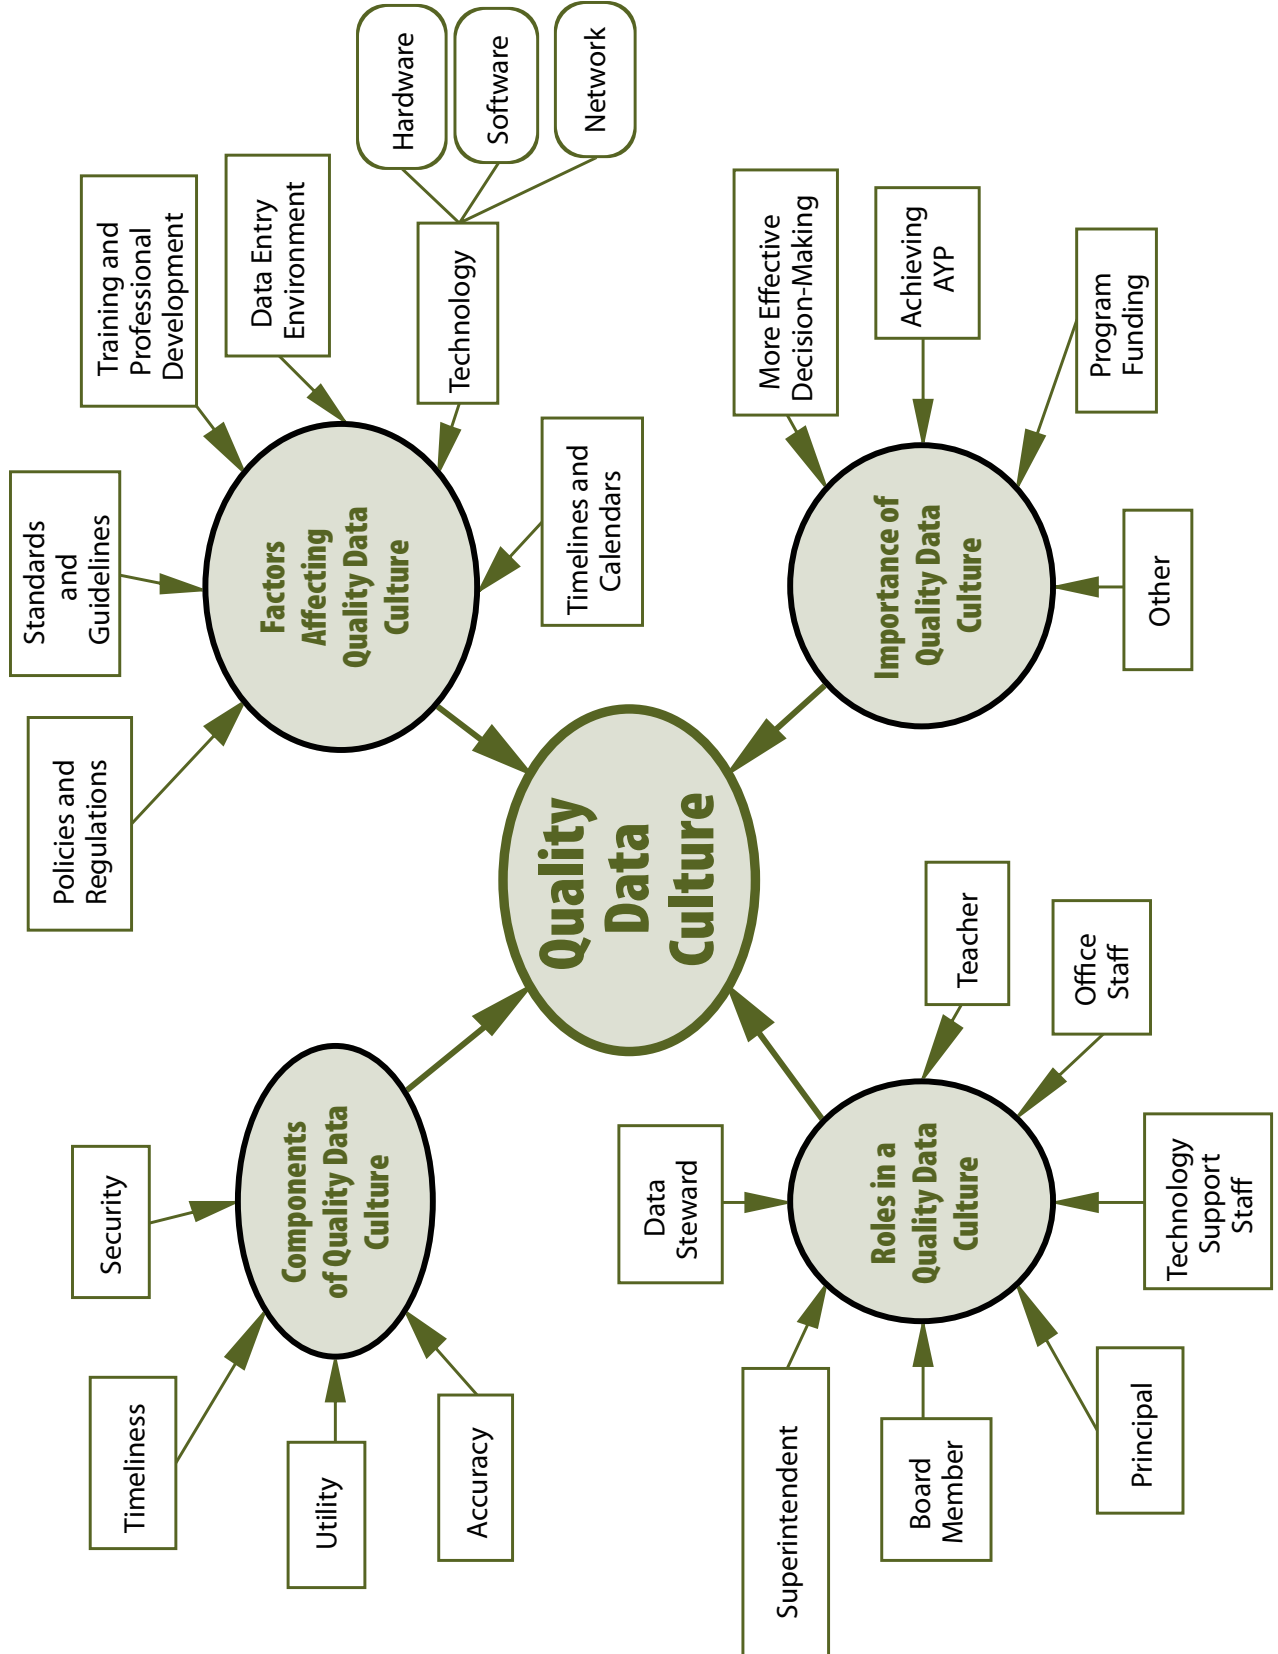 Timeliness
Security
Utility
Accuracy
Components
of Quality Data
Culture
Policies and
Regulations
Standards
and
Guidelines
Training and
Professional
Development
Data Entry
Environment
Technology
Hardware
Software
Network
Timelines and
Calendars
Factors
Affecting
Quality Data
Culture
Quality
Data
Culture
Superintendent
Data
Steward
Teacher
Office
Staff
Technology
Support
Staff
Principal
Board
Member
Roles in a
Quality Data
Culture
More Effective
Decision-Making
Achieving
AYP
Program
Funding
Other
Importance of
Quality Data
Culture